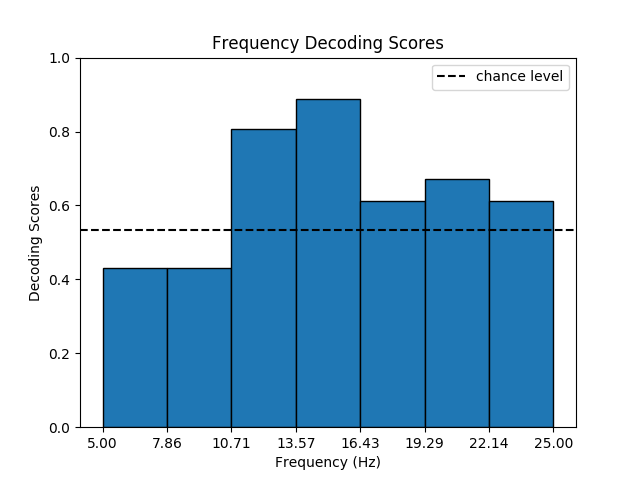 Frequency Decoding Scores
chance level
1.0
0.8
0.6
0.4
0.2
0.0
Decoding Scores
5.00 7.86 10.71 13.57 16.43 19.29 22.14 25.00
Frequency (Hz)